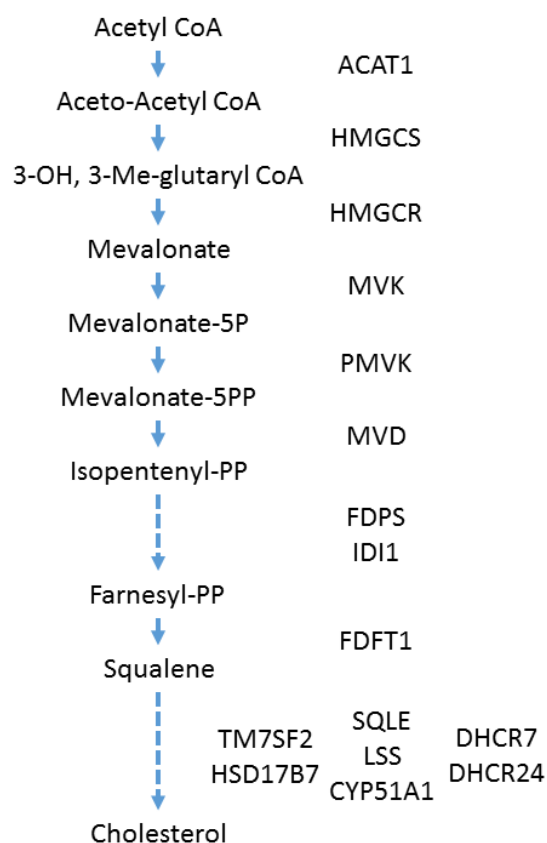 Acetyl CoA
ACAT1
Aceto-Acetyl CoA
HMGCS
3-OH, 3-Me-glutaryl CoA
HMGCR
Mevalonate
MVK
Mevalonate-5P
PMVK
Mevalonate-5PP
MVD
Isopentenyl-PP
FDPS
IDI1
Farnesyl-PP
FDFT1
Squalene
TM7SF2
HSD17B7
SQLE
LSS
CYP51A1
DHCR7
DHCR24
Cholesterol